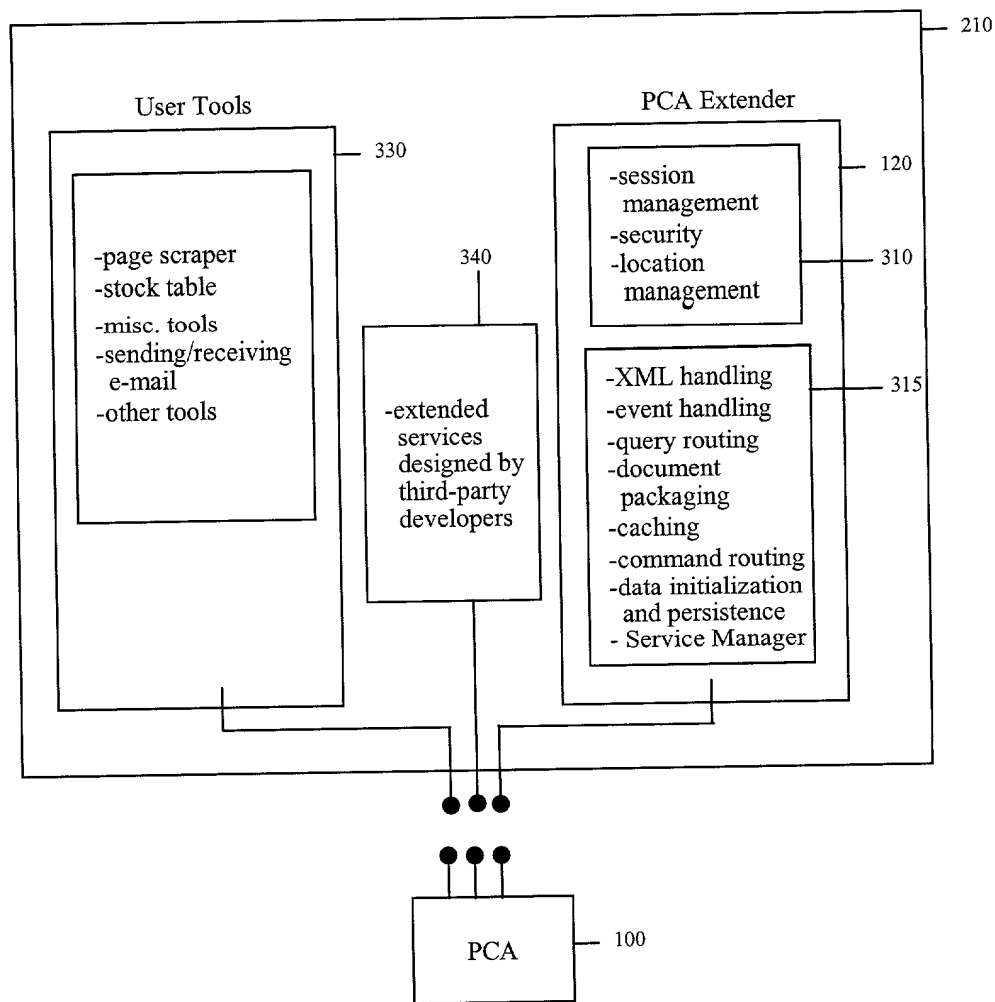 210
User Tools
PCA Extender
330
120
-session
management
-security
-location
management
310
-page scraper
-stock table
-misc. tools
-sending/receiving
e-mail
-other tools
340
-extended
services
designed by
third-party
developers
-XML handling
-event handling
-query routing
-document
packaging
-caching
-command routing
-data initialization
and persistence
- Service Manager
315
PCA
100